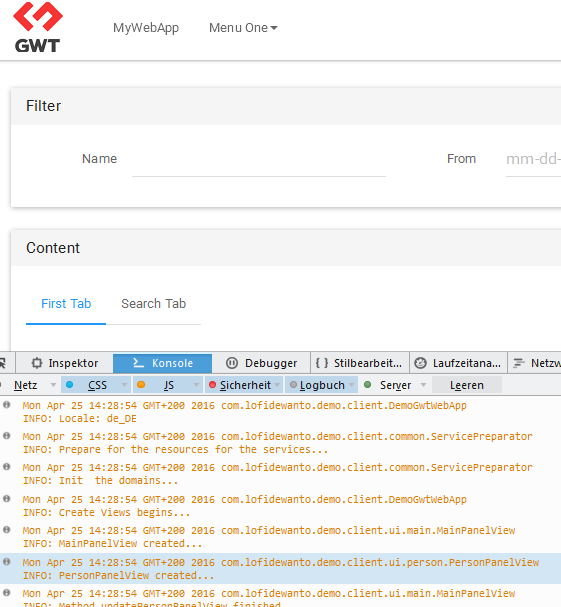 GWT
MyWebApp Menu One
Filter
Name From mm-dd-
Content
First Tab Search Tab
Inspektor Konsole Debugger Stilbearbeit... Laufzeitana... Netzw
Netz CSS JS Sicherheit Logbuch Server Leeren
Mon Apr 25 14:28:54 GMT+200 2016 com.lofidewanto.demo.client.DemoGwtWebApp
INFO: Locale: de_DE
Mon Apr 25 14:28:54 GMT+200 2016 com.lofidewanto.demo.client.common.ServicePreparator
INFO: Prepare for the resources for the services...
Mon Apr 25 14:28:54 GMT+200 2016 com.lofidewanto.demo.client.common.ServicePreparator
INFO: Init  the domains...
Mon Apr 25 14:28:54 GMT+200 2016 com.lofidewanto.demo.client.DemoGwtWebApp
INFO: Create Views begins...
Mon Apr 25 14:28:54 GMT+200 2016 com.lofidewanto.demo.client.ui.main.MainPanelView
INFO: MainPanelView created...
Mon Apr 25 14:28:54 GMT+200 2016 com.lofidewanto.demo.client.ui.person.PersonPanelView
INFO: PersonPanelView created...
Mon Apr 25 14:28:54 GMT+200 2016 com.lofidewanto.demo.client.ui.main.MainPanelView
INFO: Method updatePersonPanelView finished